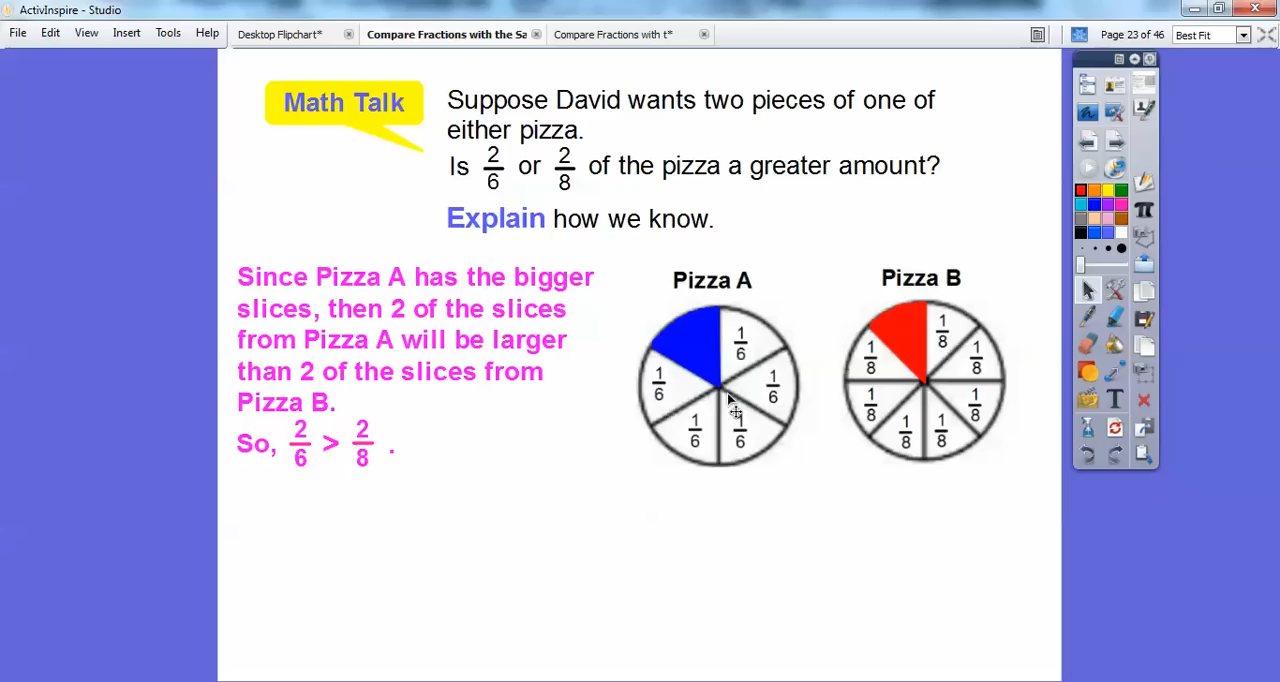 ActivInspire - Studio
File Edit View Insert Tools Help
Desktop Flipchart* Compare Fractions with the Sa Compare Fractions with t*
Page 23 of 46 Best Fit
Math Talk
Suppose David wants two pieces of one of
either pizza.
Is 2/6 or 2/8 of the pizza a greater amount?
Explain how we know.
Since Pizza A has the bigger
slices, then 2 of the slices
from Pizza A will be larger
than 2 of the slices from
Pizza B.
So, 2/6 > 2/8 .
Pizza A
1/6
1/6 1/6
1/6 1/6
Pizza B
1/8
1/8 1/8
1/8 1/8
1/8 1/8